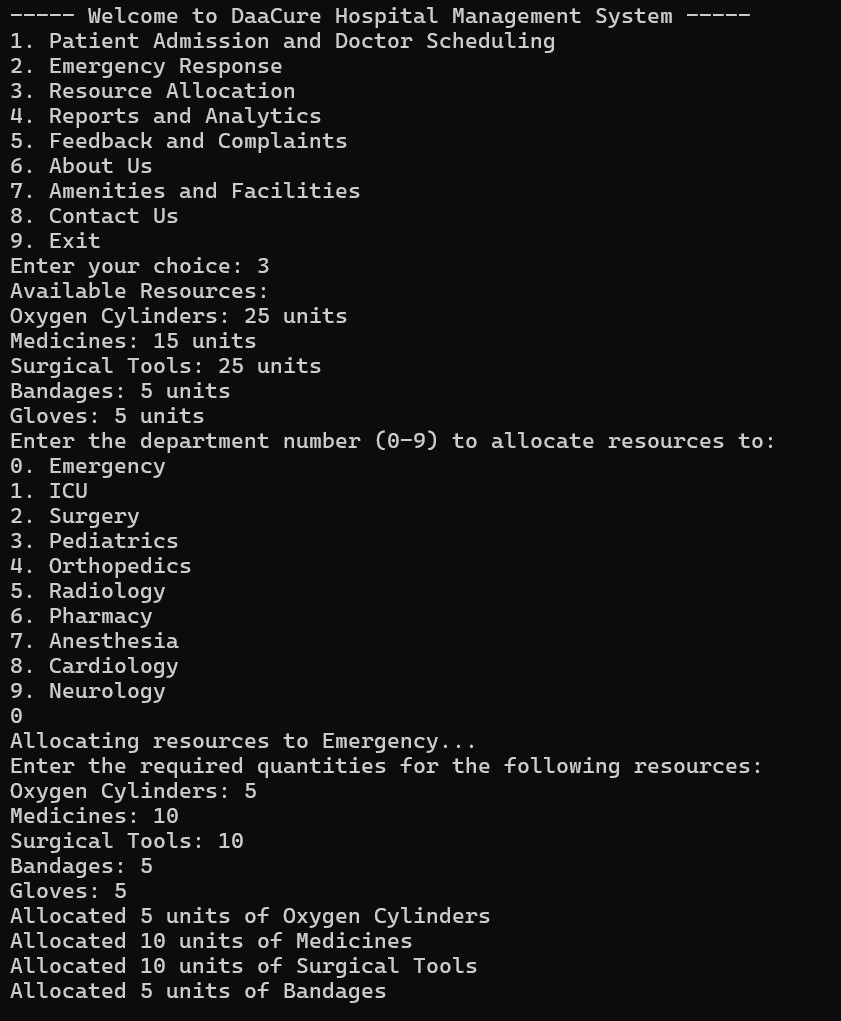 ----- Welcome to DaaCure Hospital Management System -----
1. Patient Admission and Doctor Scheduling
2. Emergency Response
3. Resource Allocation
4. Reports and Analytics
5. Feedback and Complaints
6. About Us
7. Amenities and Facilities
8. Contact Us
9. Exit
Enter your choice: 3
Available Resources:
Oxygen Cylinders: 25 units
Medicines: 15 units
Surgical Tools: 25 units
Bandages: 5 units
Gloves: 5 units
Enter the department number (0-9) to allocate resources to:
0. Emergency
1. ICU
2. Surgery
3. Pediatrics
4. Orthopedics
5. Radiology
6. Pharmacy
7. Anesthesia
8. Cardiology
9. Neurology
0
Allocating resources to Emergency...
Enter the required quantities for the following resources:
Oxygen Cylinders: 5
Medicines: 10
Surgical Tools: 10
Bandages: 5
Gloves: 5
Allocated 5 units of Oxygen Cylinders
Allocated 10 units of Medicines
Allocated 10 units of Surgical Tools
Allocated 5 units of Bandages